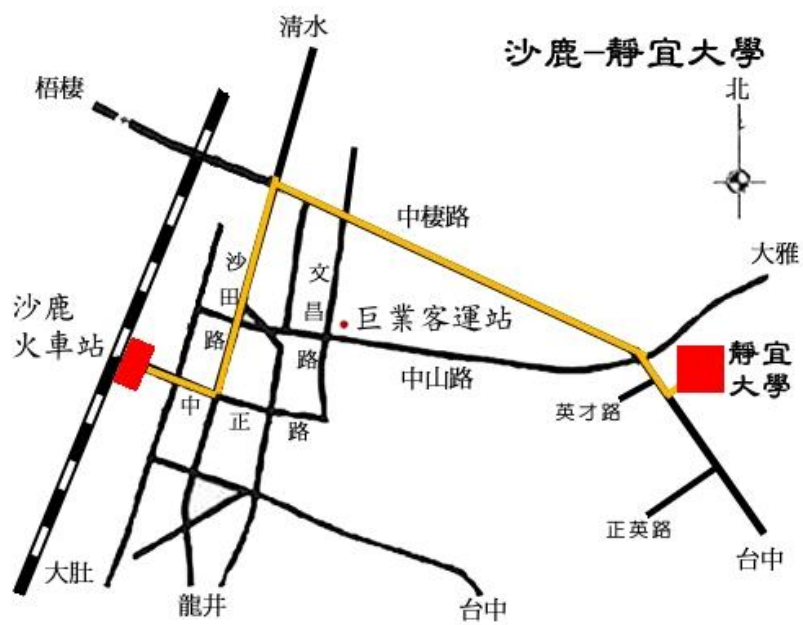 清水
沙鹿-靜宜大學
北
梧棲
中棲路
大雅
沙田路
文昌路
沙鹿
火車站
巨業客運站
靜宜
大學
中山路
中正路
英才路
正英路
台中
大肚
龍井
台中